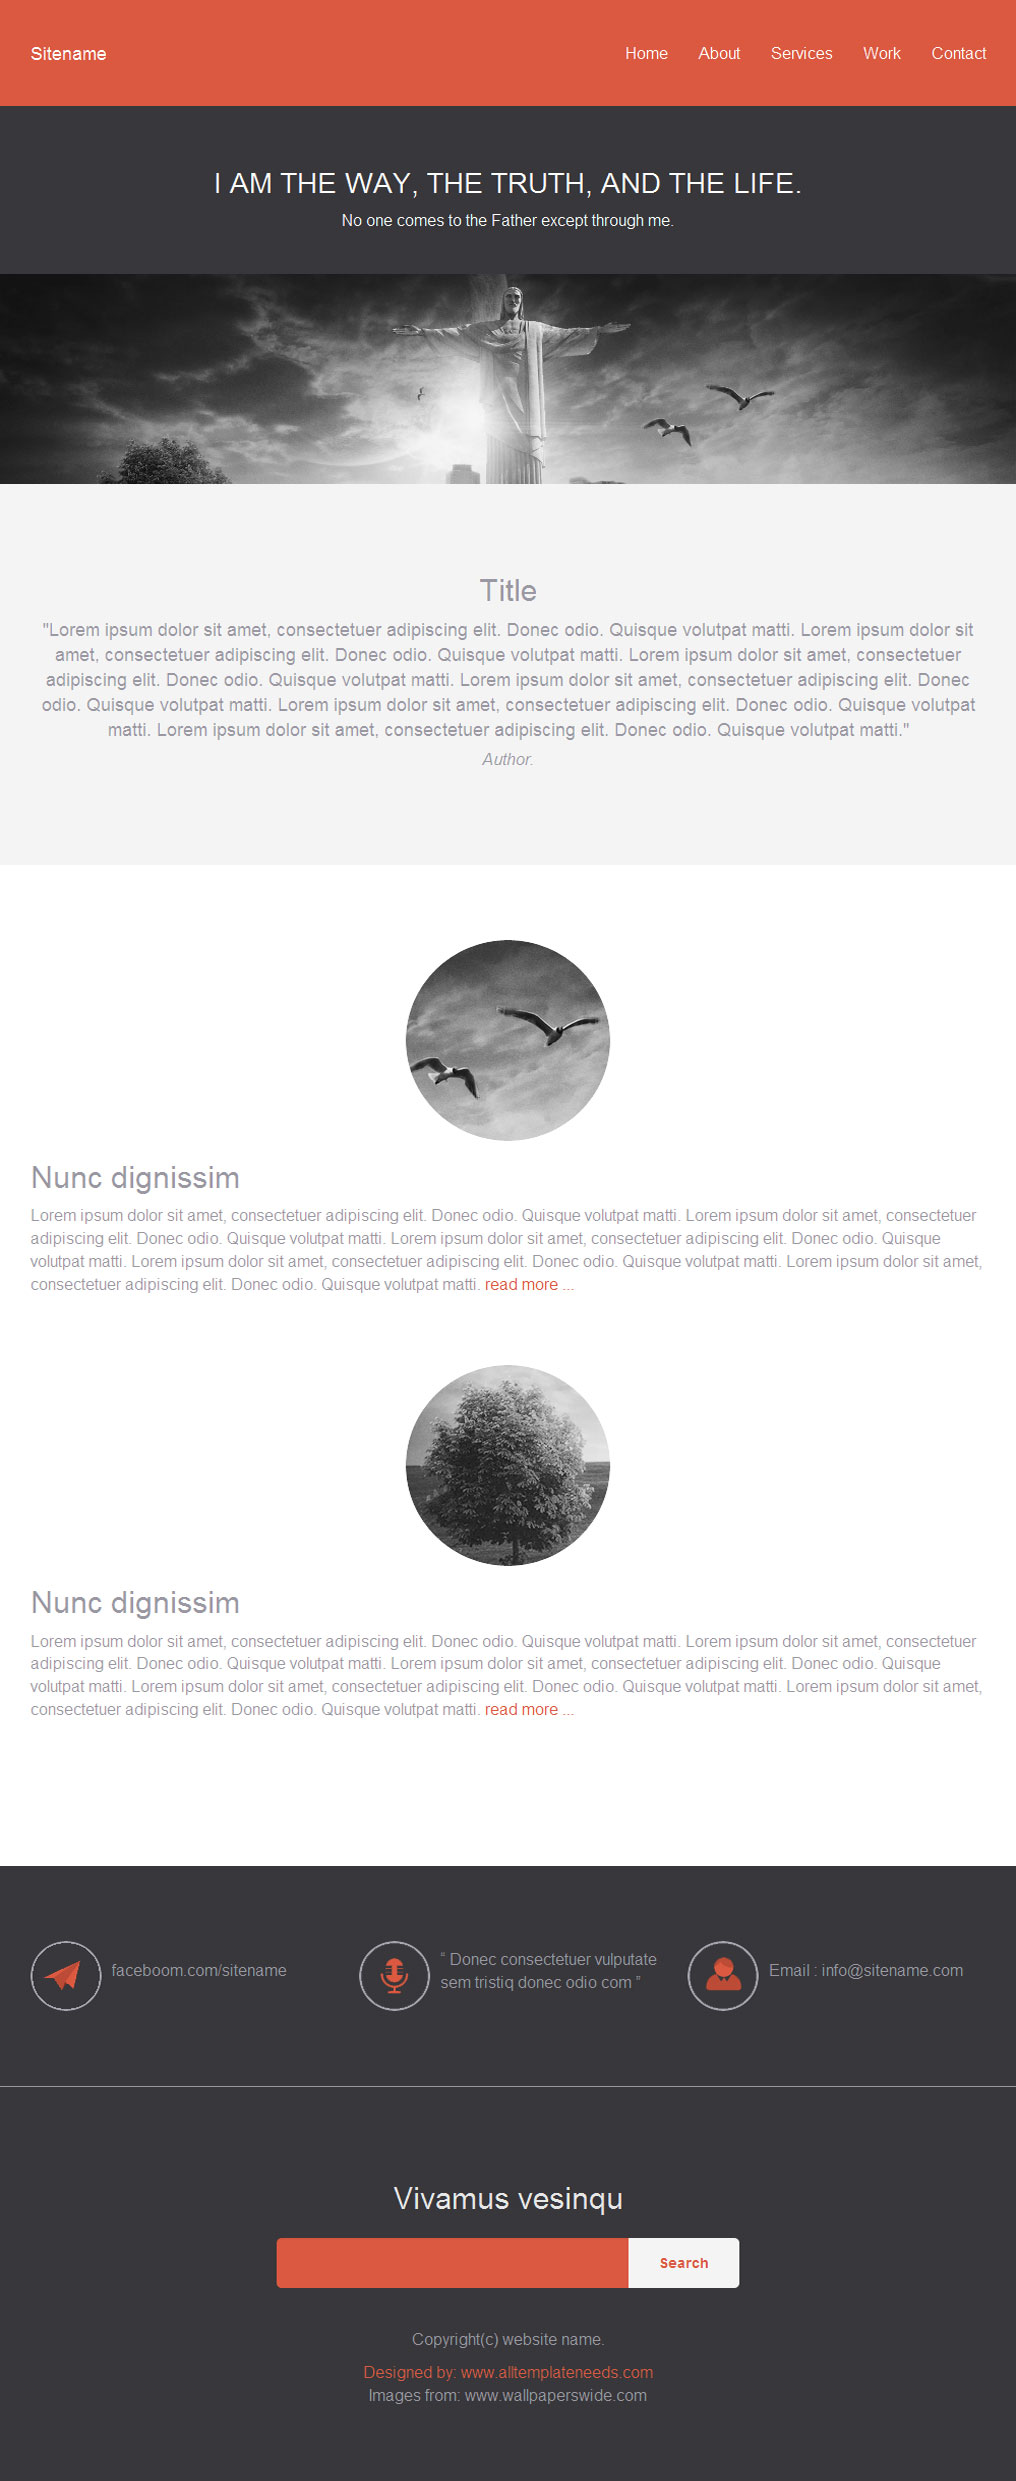 Sitename
Home About Services Work Contact
I AM THE WAY, THE TRUTH, AND THE LIFE.
No one comes to the Father except through me.
Title
"Lorem ipsum dolor sit amet, consectetuer adipiscing elit. Donec odio. Quisque volutpat matti. Lorem ipsum dolor sit
amet, consectetuer adipiscing elit. Donec odio. Quisque volutpat matti. Lorem ipsum dolor sit amet, consectetuer
adipiscing elit. Donec odio. Quisque volutpat matti. Lorem ipsum dolor sit amet, consectetuer adipiscing elit. Donec
odio. Quisque volutpat matti. Lorem ipsum dolor sit amet, consectetuer adipiscing elit. Donec odio. Quisque volutpat
matti. Lorem ipsum dolor sit amet, consectetuer adipiscing elit. Donec odio. Quisque volutpat matti."
Author.
Nunc dignissim
Lorem ipsum dolor sit amet, consectetuer adipiscing elit. Donec odio. Quisque volutpat matti. Lorem ipsum dolor sit amet, consectetuer
adipiscing elit. Donec odio. Quisque volutpat matti. Lorem ipsum dolor sit amet, consectetuer adipiscing elit. Donec odio. Quisque
volutpat matti. Lorem ipsum dolor sit amet, consectetuer adipiscing elit. Donec odio. Quisque volutpat matti. Lorem ipsum dolor sit amet,
consectetuer adipiscing elit. Donec odio. Quisque volutpat matti. read more ...
Nunc dignissim
Lorem ipsum dolor sit amet, consectetuer adipiscing elit. Donec odio. Quisque volutpat matti. Lorem ipsum dolor sit amet, consectetuer
adipiscing elit. Donec odio. Quisque volutpat matti. Lorem ipsum dolor sit amet, consectetuer adipiscing elit. Donec odio. Quisque
volutpat matti. Lorem ipsum dolor sit amet, consectetuer adipiscing elit. Donec odio. Quisque volutpat matti. Lorem ipsum dolor sit amet,
consectetuer adipiscing elit. Donec odio. Quisque volutpat matti. read more ...
faceboom.com/sitename
“ Donec consectetuer vulputate
sem tristiq donec odio com ”
Email : info@sitename.com
Vivamus vesinqu
Search
Copyright(c) website name.
Designed by: www.alltemplateneeds.com
Images from: www.wallpaperswide.com